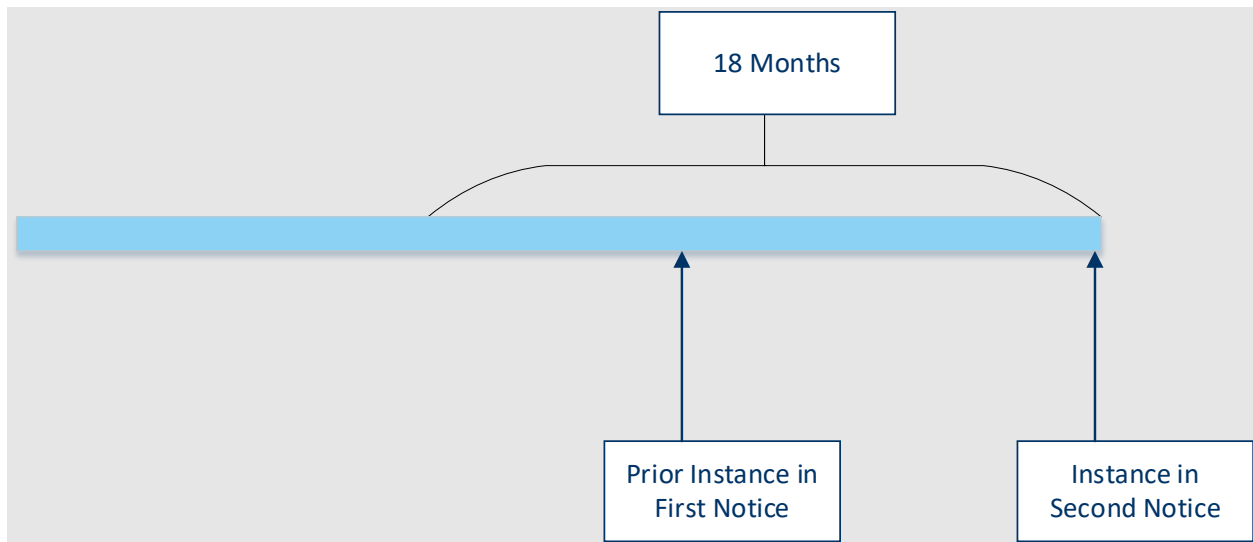 18 Months
Prior Instance in
First Notice
Instance in
Second Notice